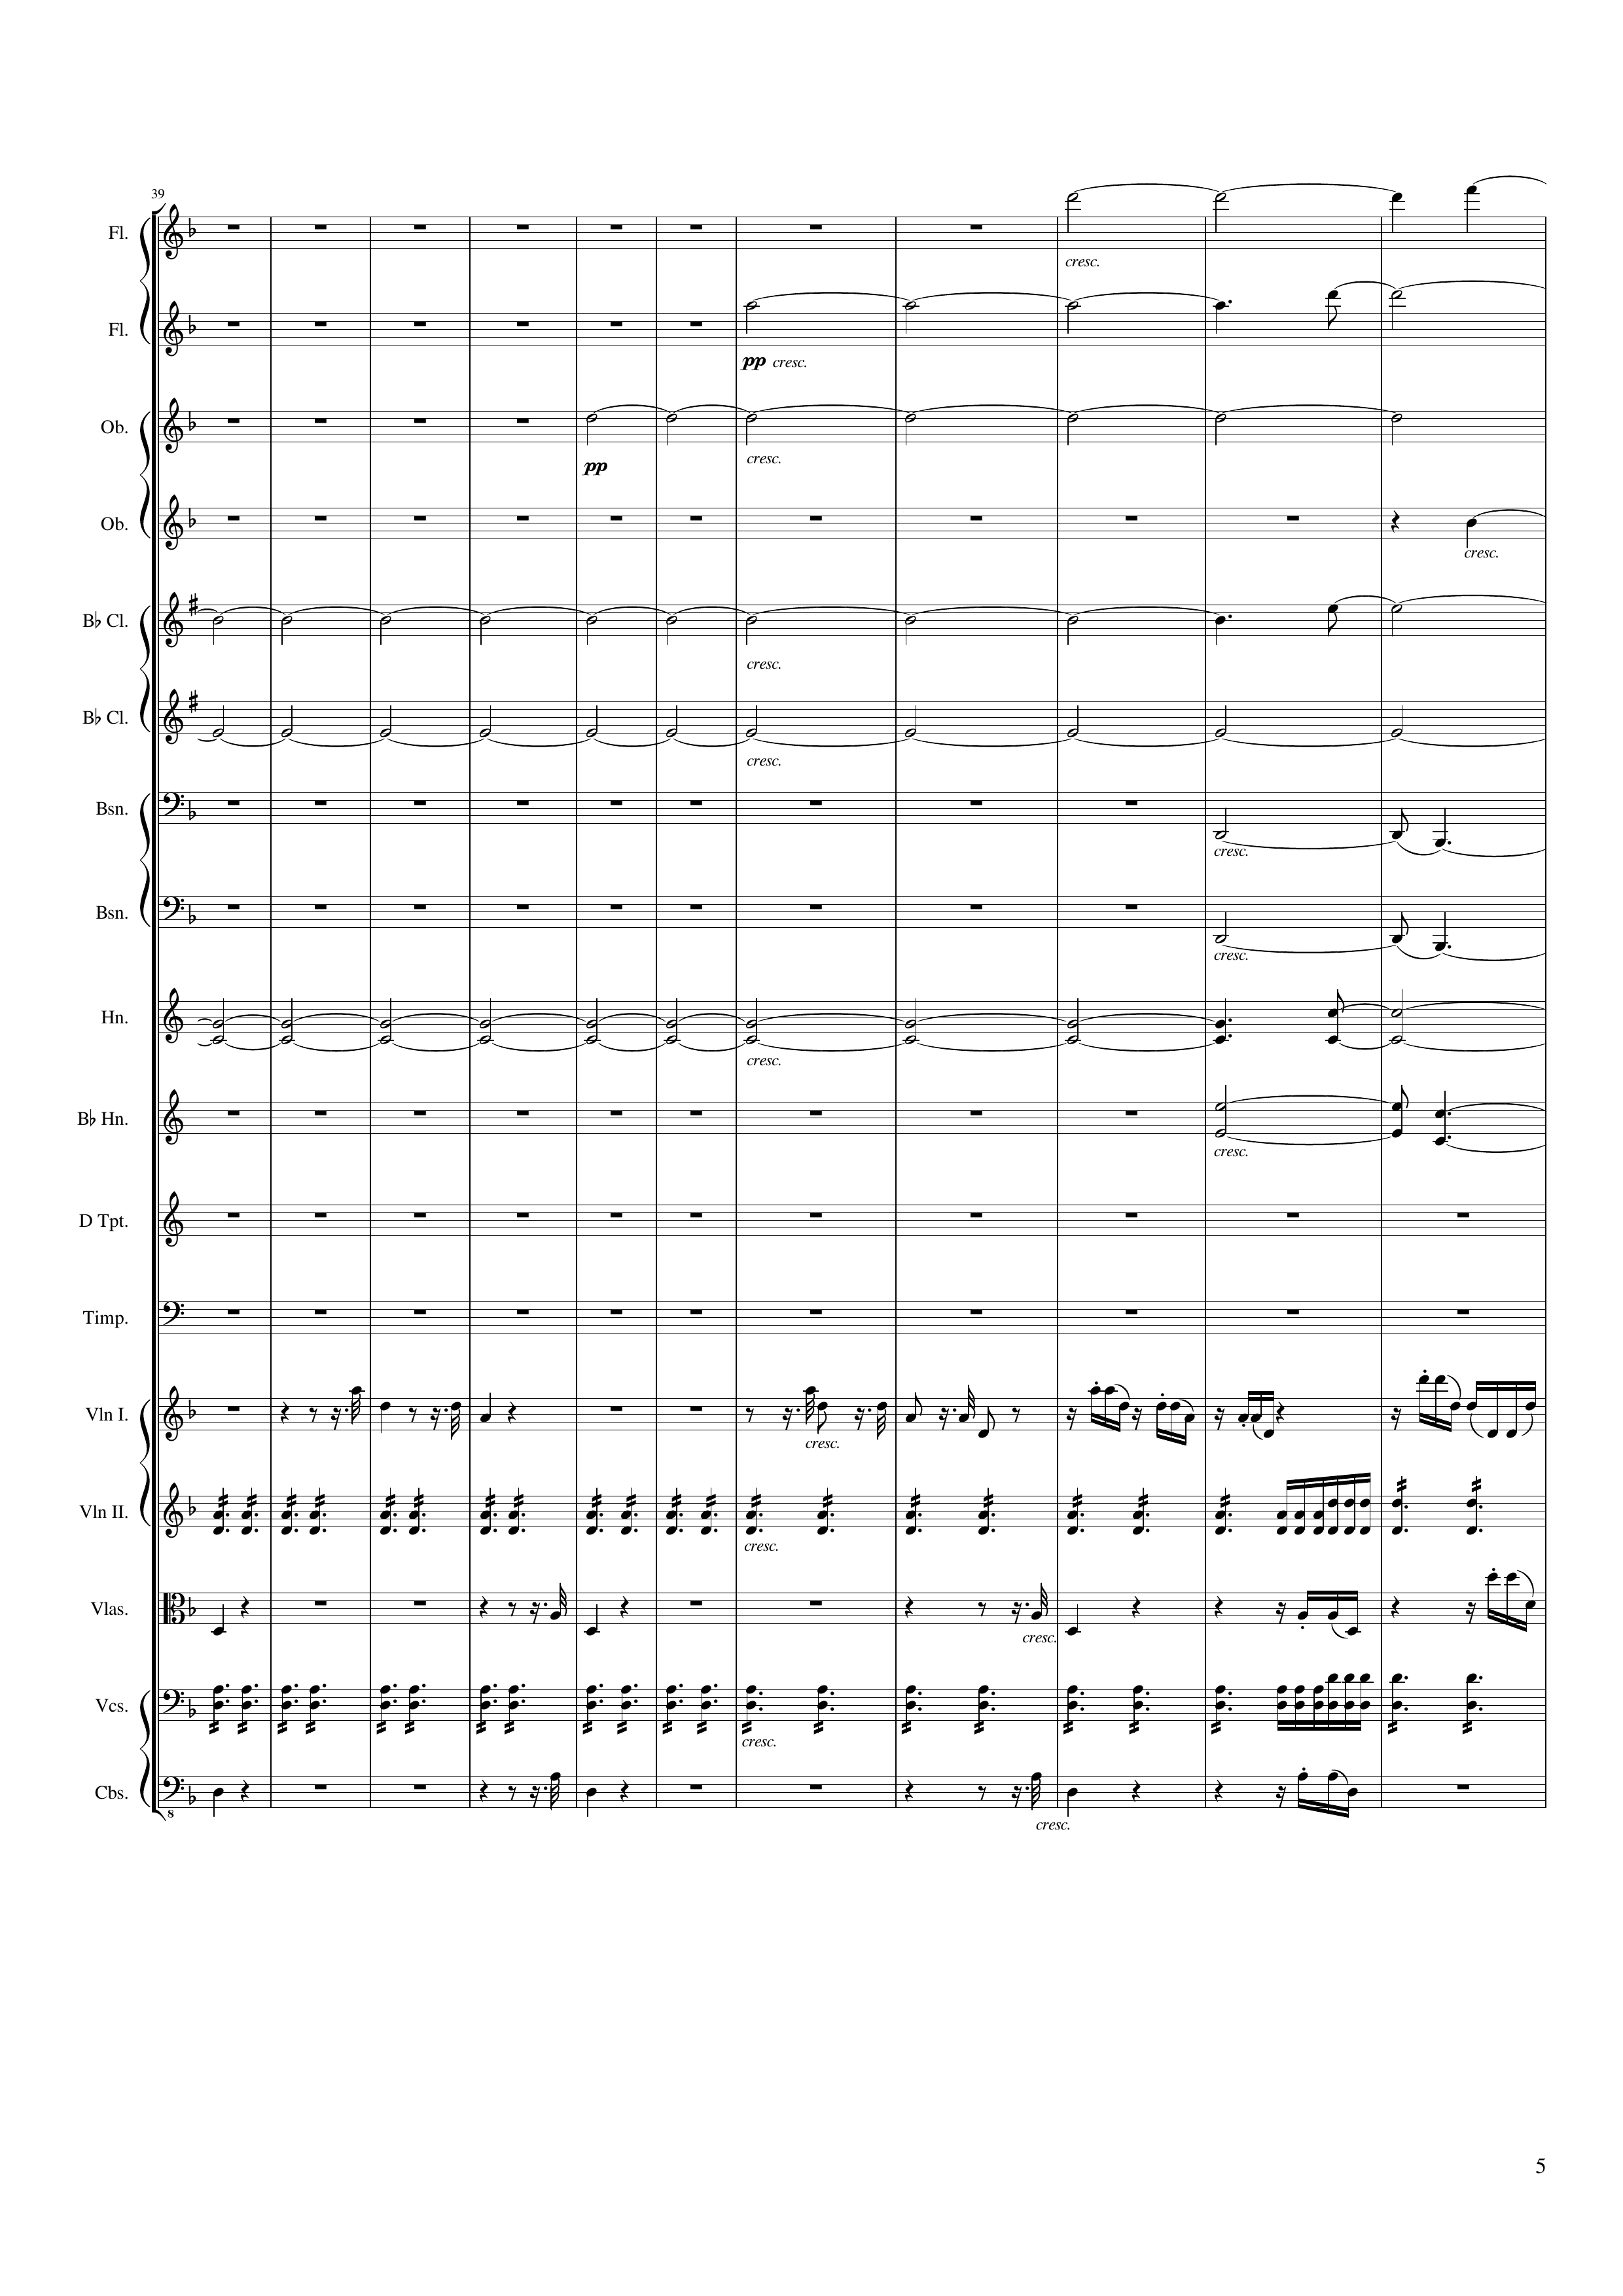 39
Fl.
cresc.
Fl.
pp cresc.
Ob.
pp
cresc.
Ob.
cresc.
B♭ Cl.
cresc.
B♭ Cl.
cresc.
Bsn.
cresc.
Bsn.
cresc.
Hn.
cresc.
B♭ Hn.
cresc.
D Tpt.
Timp.
Vln I.
cresc.
Vln II.
cresc.
Vlas.
cresc.
Vcs.
cresc.
Cbs.
8
cresc.
5